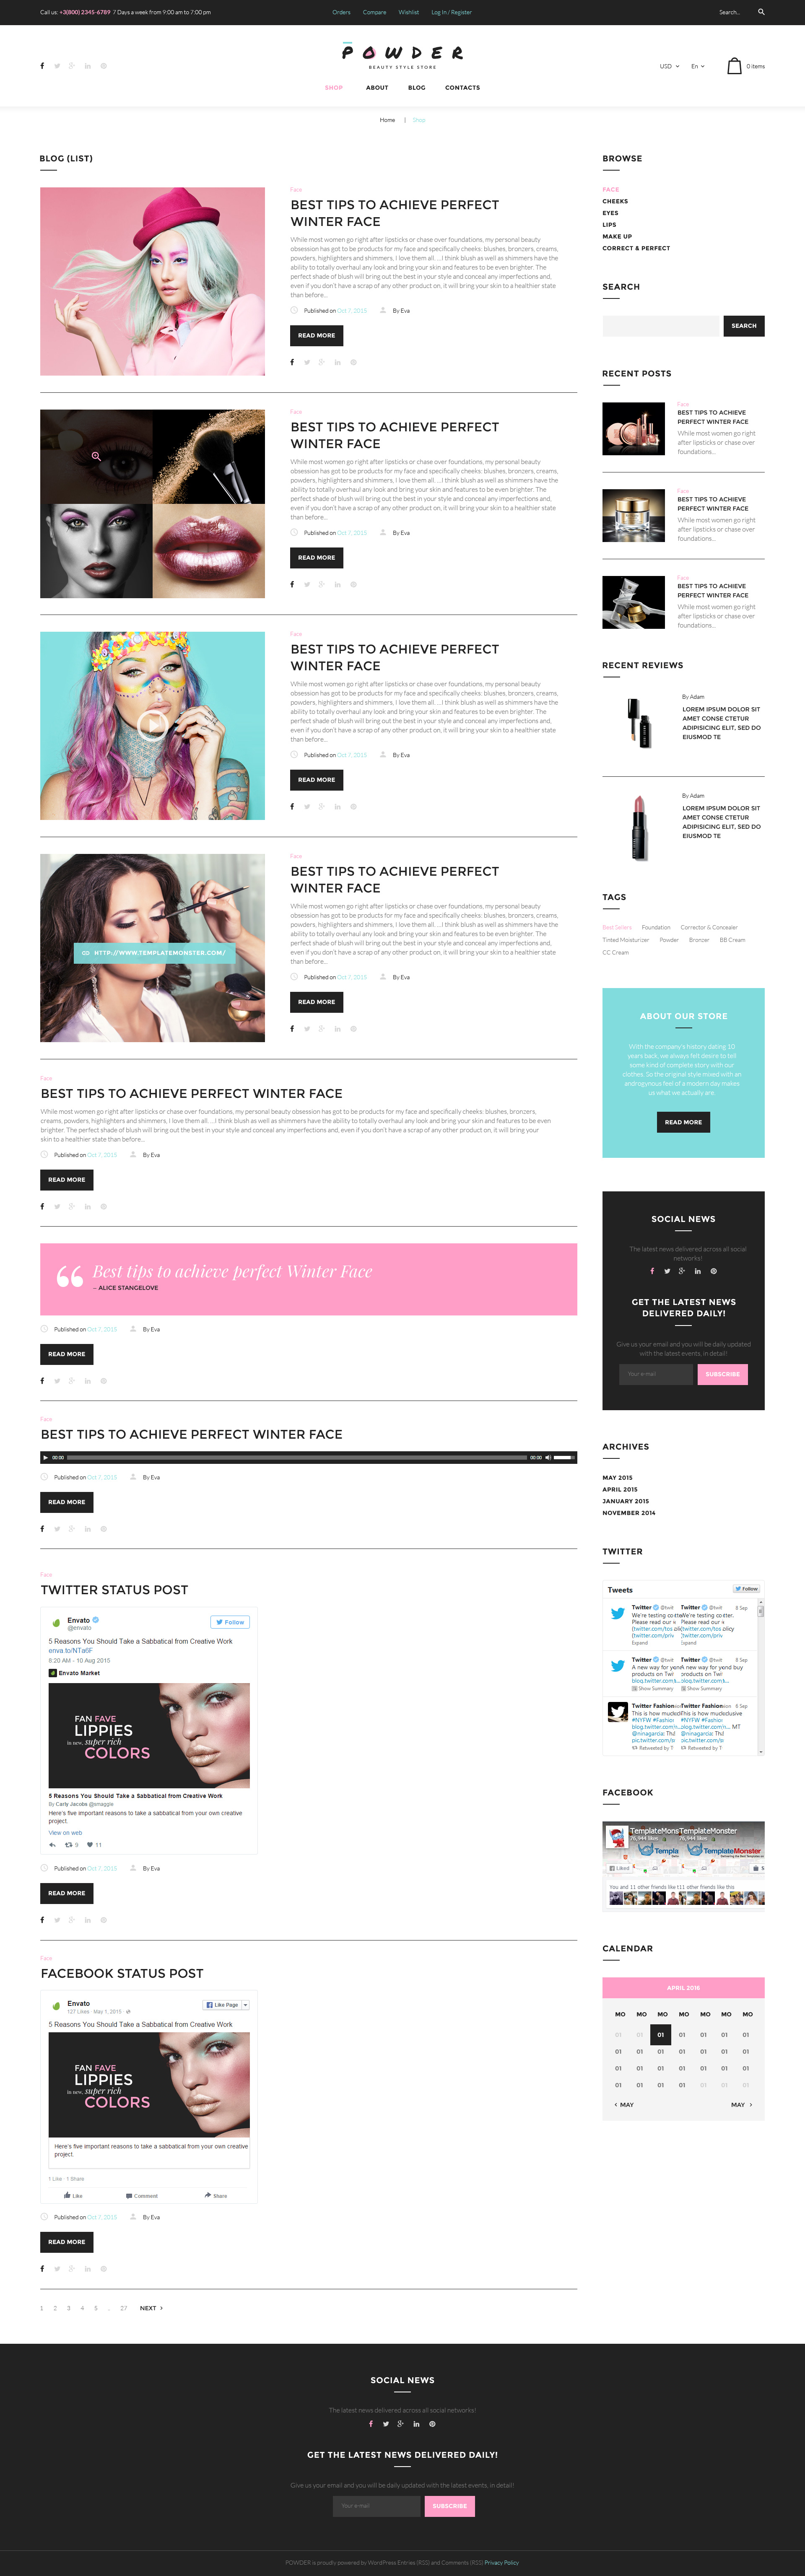 Call us: +3(800) 2345-6789 7 Days a week from 9:00 am to 7:00 pm
Orders Compare Wishlist Log In / Register
Search...
POWDER
BEAUTY STYLE STORE
USD En 0 items
SHOP ABOUT BLOG CONTACTS
Home | Shop
BLOG (LIST)
Face
BEST TIPS TO ACHIEVE PERFECT
WINTER FACE
While most women go right after lipsticks or chase over foundations, my personal beauty
obsession got to be products for my face and specifically cheeks: blushes, bronzers, creams,
powders, highlighters and shimmers, I love them all. ...I think blush as well as shimmers have the
ability to totally overhaul any look and bring your skin and features to even brighter. The
perfect shade of blush will bring out the best in your style and conceal any imperfections and,
even if you don't have a scrap of any other product on, it will bring your skin to a healthier state
than before...
Published on Oct 7, 2015 By Eva
READ MORE
Face
BEST TIPS TO ACHIEVE PERFECT
WINTER FACE
While most women go right after lipsticks or chase over foundations, my personal beauty
obsession got to be products for my face and specifically cheeks: blushes, bronzers, creams,
powders, highlighters and shimmers, I love them all. ...I think blush as well as shimmers have the
ability to totally overhaul any look and bring your skin and features to even brighter. The
perfect shade of blush will bring out the best in your style and conceal any imperfections and,
even if you don't have a scrap of any other product on, it will bring your skin to a healthier state
than before...
Published on Oct 7, 2015 By Eva
READ MORE
Face
BEST TIPS TO ACHIEVE PERFECT
WINTER FACE
While most women go right after lipsticks or chase over foundations, my personal beauty
obsession got to be products for my face and specifically cheeks: blushes, bronzers, creams,
powders, highlighters and shimmers, I love them all. ...I think blush as well as shimmers have the
ability to totally overhaul any look and bring your skin and features to even brighter. The
perfect shade of blush will bring out the best in your style and conceal any imperfections and,
even if you don't have a scrap of any other product on, it will bring your skin to a healthier state
than before...
Published on Oct 7, 2015 By Eva
READ MORE
HTTP://WWW.TEMPLATEMONSTER.COM/
Face
BEST TIPS TO ACHIEVE PERFECT
WINTER FACE
While most women go right after lipsticks or chase over foundations, my personal beauty
obsession got to be products for my face and specifically cheeks: blushes, bronzers, creams,
powders, highlighters and shimmers, I love them all. ...I think blush as well as shimmers have the
ability to totally overhaul any look and bring your skin and features to even brighter. The
perfect shade of blush will bring out the best in your style and conceal any imperfections and,
even if you don't have a scrap of any other product on, it will bring your skin to a healthier state
than before...
Published on Oct 7, 2015 By Eva
READ MORE
Face
BEST TIPS TO ACHIEVE PERFECT WINTER FACE
While most women go right after lipsticks or chase over foundations, my personal beauty obsession got to be products for my face and specifically cheeks: blushes, bronzers,
creams, powders, highlighters and shimmers, I love them all. ...I think blush as well as shimmers have the ability to totally overhaul any look and bring your skin and features to even
brighter. The perfect shade of blush will bring out the best in your style and conceal any imperfections and, even if you don't have a scrap of any other product on, it will bring your
skin to a healthier state than before...
Published on Oct 7, 2015 By Eva
READ MORE
Best tips to achieve perfect Winter Face
– ALICE STANGELOVE
Published on Oct 7, 2015 By Eva
READ MORE
Face
BEST TIPS TO ACHIEVE PERFECT WINTER FACE
00:00 00:00
Published on Oct 7, 2015 By Eva
READ MORE
Face
TWITTER STATUS POST
Envato
@envato
Follow
5 Reasons You Should Take a Sabbatical from Creative Work
enva.to/NTa6F
6:20 AM - 10 Aug 2015
Envato Market
FAN FAVE
LIPPIES
in new, super rich
COLORS
5 Reasons You Should Take a Sabbatical from Creative Work
By Carly Jacobs @smaggle
Here's five important reasons to take a sabbatical from your own creative
project.
View on web
9 11
Published on Oct 7, 2015 By Eva
READ MORE
Face
FACEBOOK STATUS POST
Envato
127 Likes · May 1, 2015
Like Page
5 Reasons You Should Take a Sabbatical from Creative Work
FAN FAVE
LIPPIES
in new, super rich
COLORS
Here's five important reasons to take a sabbatical from your own creative
project.
1 Like · 1 Share
Like Comment Share
Published on Oct 7, 2015 By Eva
READ MORE
1 2 3 4 5 . 27 NEXT >
BROWSE
FACE
CHEEKS
EYES
LIPS
MAKE UP
CORRECT & PERFECT
SEARCH
SEARCH
RECENT POSTS
Face
BEST TIPS TO ACHIEVE
PERFECT WINTER FACE
While most women go right
after lipsticks or chase over
foundations...
Face
BEST TIPS TO ACHIEVE
PERFECT WINTER FACE
While most women go right
after lipsticks or chase over
foundations...
Face
BEST TIPS TO ACHIEVE
PERFECT WINTER FACE
While most women go right
after lipsticks or chase over
foundations...
RECENT REVIEWS
By Adam
LOREM IPSUM DOLOR SIT
AMET CONSE CTETUR
ADIPISICING ELIT, SED DO
EIUSMOD TE
By Adam
LOREM IPSUM DOLOR SIT
AMET CONSE CTETUR
ADIPISICING ELIT, SED DO
EIUSMOD TE
TAGS
Best Sellers Foundation Corrector & Concealer
Tinted Moisturizer Powder Bronzer BB Cream
CC Cream
ABOUT OUR STORE
With the company's history dating 10
years back, we always felt desire to tell
some kind of complete story with our
clothes. So the original style mixed with an
androgynous feel of a modern day makes
us what we actually are.
READ MORE
SOCIAL NEWS
The latest news delivered across all social
networks!
GET THE LATEST NEWS
DELIVERED DAILY!
Give us your email and you will be daily updated
with the latest events, in detail!
Your e-mail SUBSCRIBE
ARCHIVES
MAY 2015
APRIL 2015
JANUARY 2015
NOVEMBER 2014
TWITTER
Tweets Follow
FACEBOOK
TemplateMonster
76,944 likes
Liked
CALENDAR
APRIL 2016
MO MO MO MO MO MO MO
01 01 01 01 01 01 01
01 01 01 01 01 01 01
01 01 01 01 01 01 01
01 01 01 01 01 01 01
< MAY MAY >
SOCIAL NEWS
The latest news delivered across all social networks!
GET THE LATEST NEWS DELIVERED DAILY!
Give us your email and you will be daily updated with the latest events, in detail!
Your e-mail SUBSCRIBE
POWDER is proudly powered by WordPress Entries (RSS) and Comments (RSS) Privacy Policy